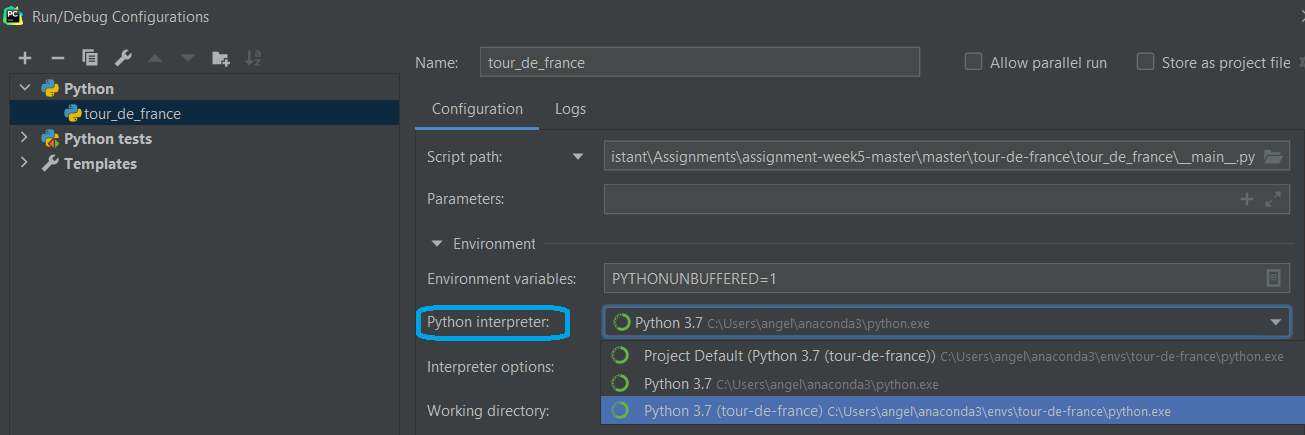 PC
Run/Debug Configurations
Name: tour_de_france
Allow parallel run
Store as project file
Python
tour_de_france
Python tests
Templates
Configuration
Logs
Script path: istant\Assignments\assignment-week5-master\master\tour-de-france\tour_de_france\__main__.py
Parameters:
Environment
Environment variables: PYTHONUNBUFFERED=1
Python interpreter: Python 3.7 C:\Users\angel\anaconda3\python.exe
Project Default (Python 3.7 (tour-de-france)) C:\Users\angel\anaconda3\envs\tour-de-france\python.exe
Interpreter options:
Python 3.7 C:\Users\angel\anaconda3\python.exe
Working directory:
Python 3.7 (tour-de-france) C:\Users\angel\anaconda3\envs\tour-de-france\python.exe